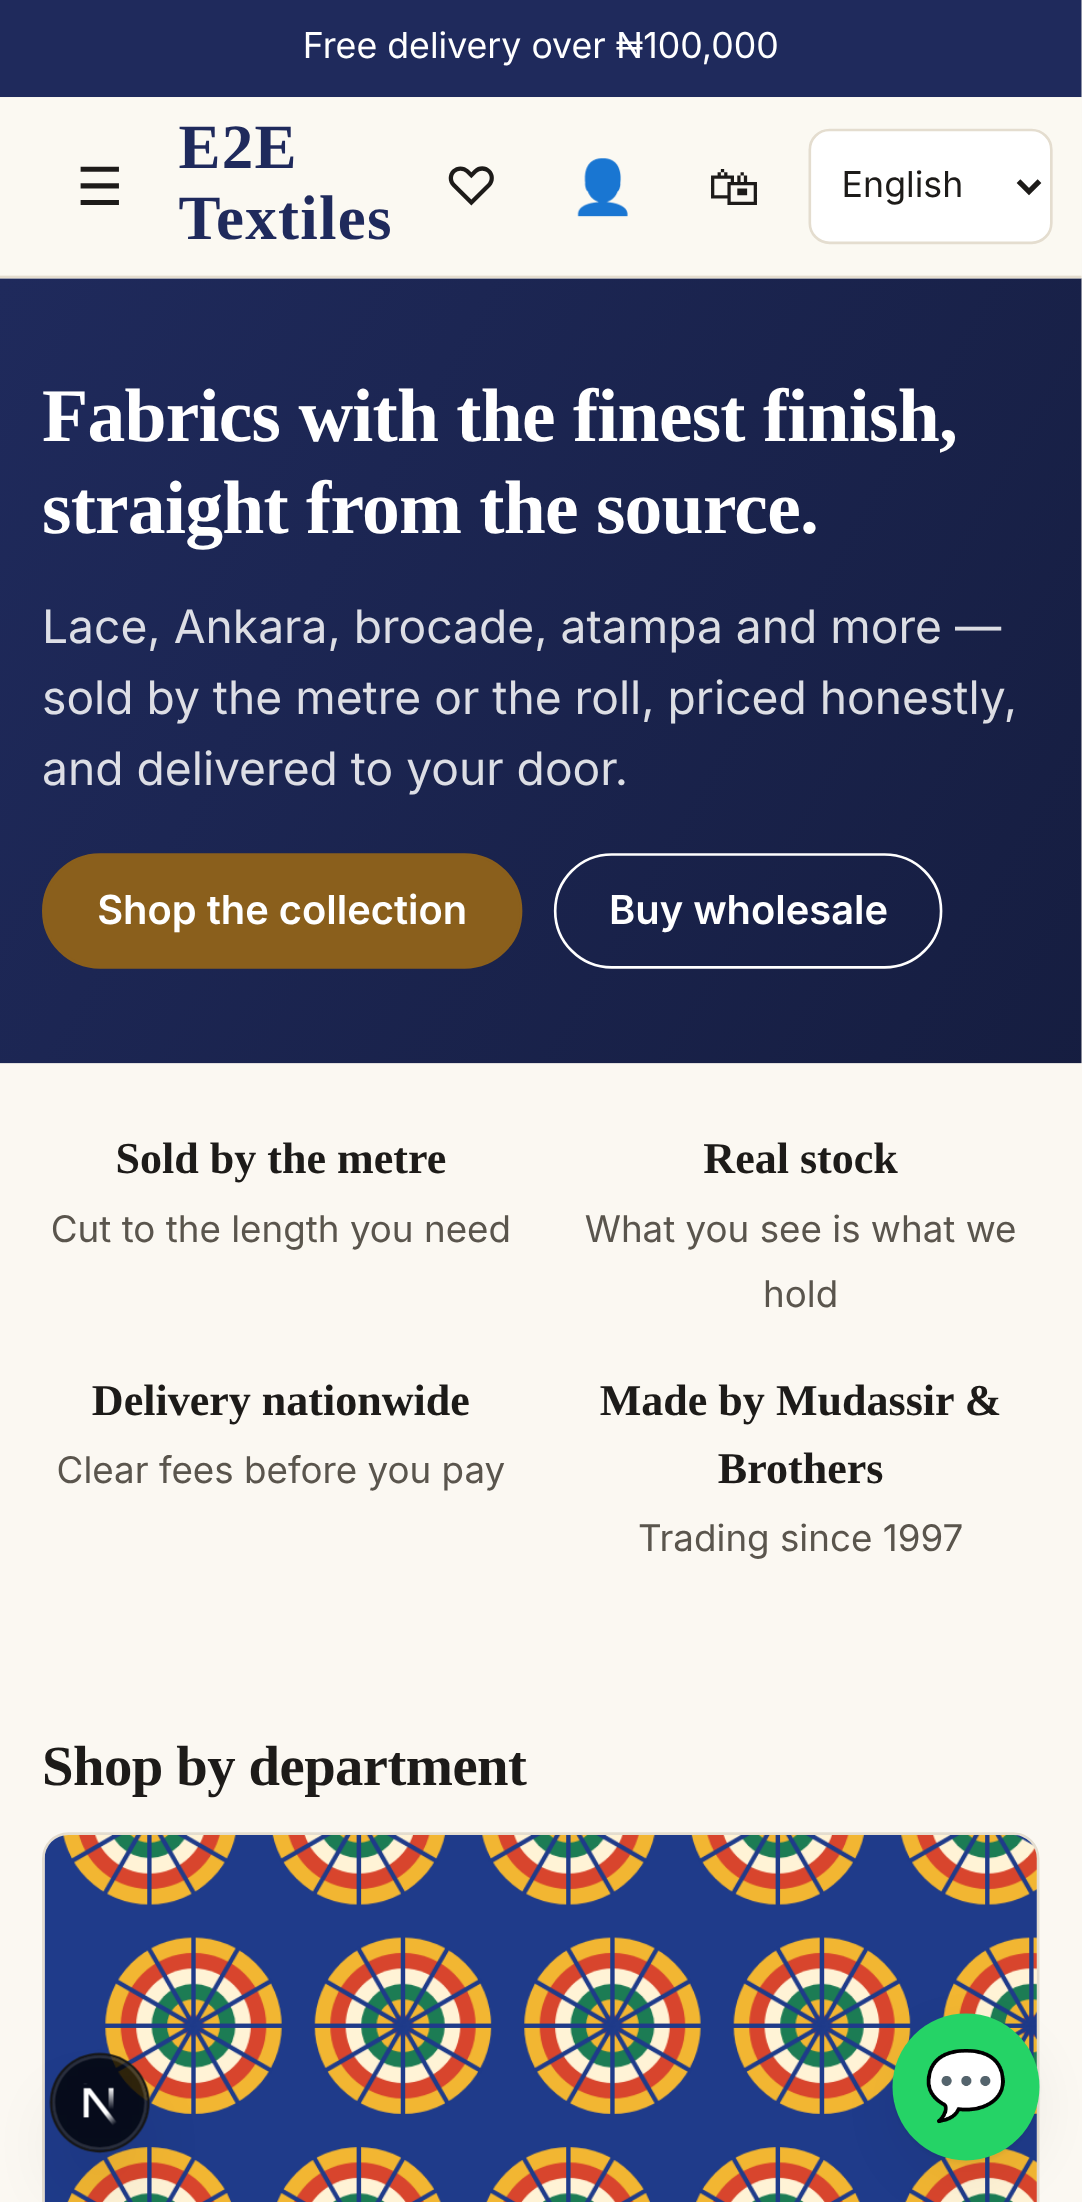 Free delivery over ₦100,000
E2E
Textiles
English
Fabrics with the finest finish,
straight from the source.
Lace, Ankara, brocade, atampa and more —
sold by the metre or the roll, priced honestly,
and delivered to your door.
Shop the collection
Buy wholesale
Sold by the metre
Cut to the length you need
Real stock
What you see is what we
hold
Delivery nationwide
Clear fees before you pay
Made by Mudassir &
Brothers
Trading since 1997
Shop by department
N